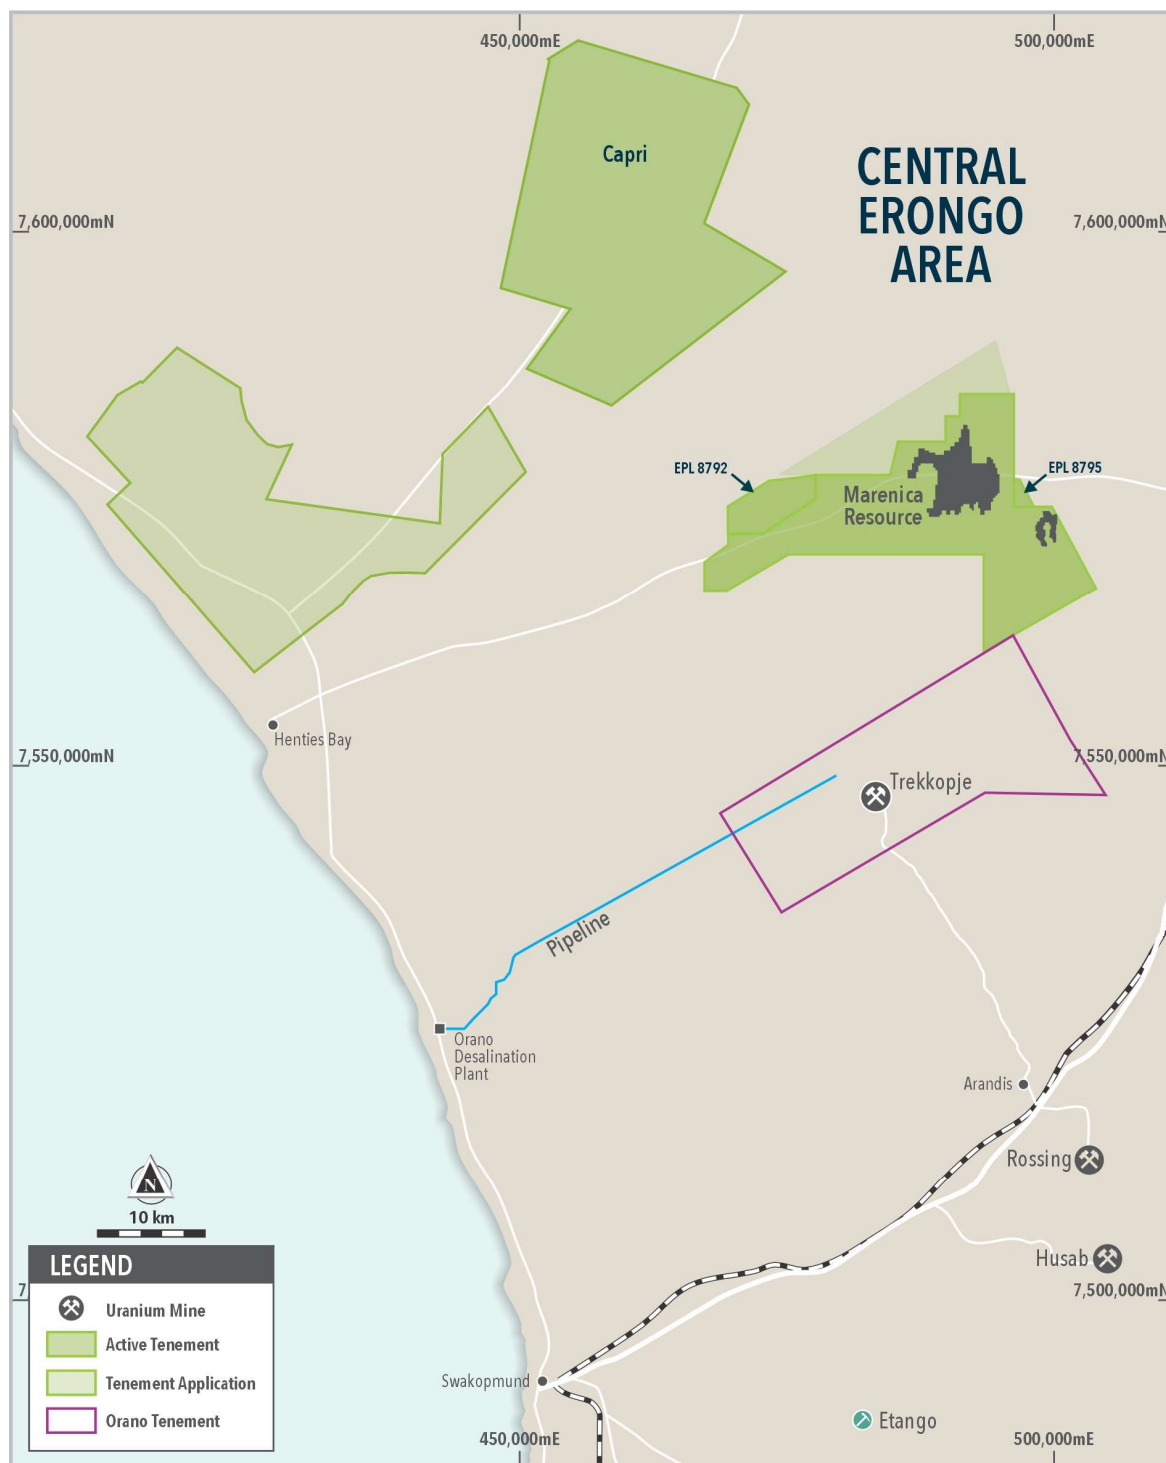 450,000mE
500,000mE
Capri
CENTRAL
ERONGO
AREA
7,600,000mN
7,600,000mN
EPL 8792
EPL 8795
Marenica
Resource
Henties Bay
7,550,000mN
7,550,000mN
Trekkopje
Pipeline
Orano
Desalination
Plant
Arandis
Rossing
N
10 km
Husab
LEGEND
Uranium Mine
Active Tenement
Tenement Application
Orano Tenement
7
7,500,000mN
Swakopmund
Etango
450,000mE
500,000mE